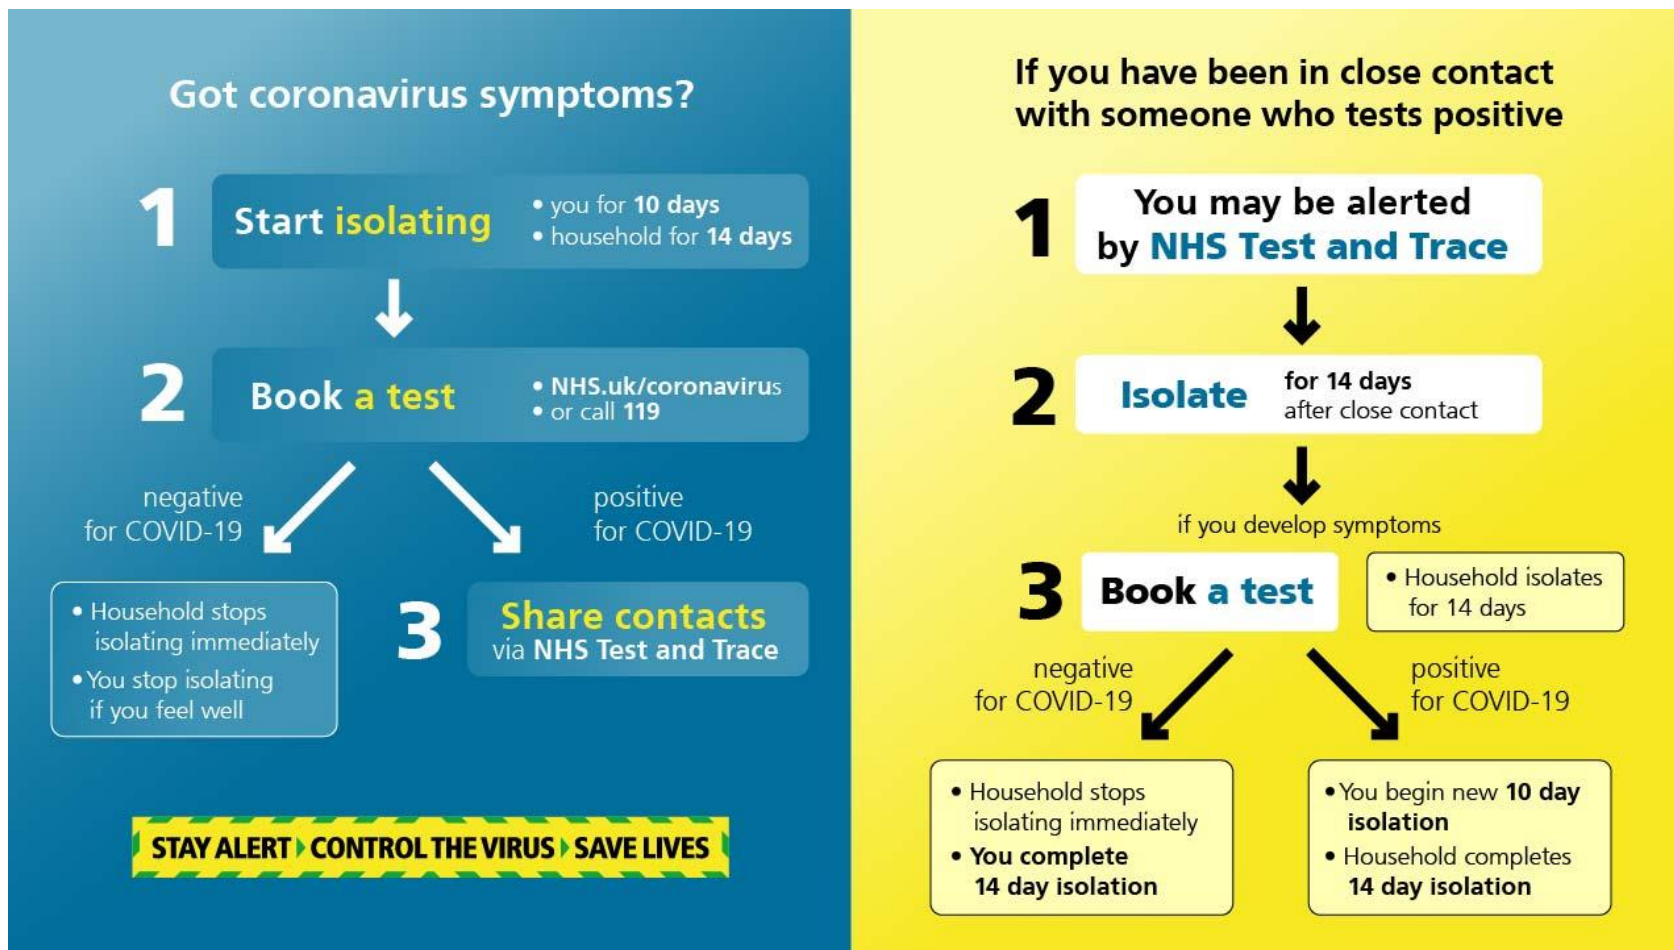 Got coronavirus symptoms?
1
Start isolating
• you for 10 days
• household for 14 days
2
Book a test
• NHS.uk/coronavirus
• or call 119
negative
for COVID-19
positive
for COVID-19
• Household stops
isolating immediately
• You stop isolating
if you feel well
3
Share contacts
via NHS Test and Trace
STAY ALERT CONTROL THE VIRUS SAVE LIVES
If you have been in close contact
with someone who tests positive
1
You may be alerted
by NHS Test and Trace
2
Isolate
for 14 days
after close contact
if you develop symptoms
3
Book a test
• Household isolates
for 14 days
negative
for COVID-19
positive
for COVID-19
• Household stops
isolating immediately
• You complete
14 day isolation
• You begin new 10 day
isolation
• Household completes
14 day isolation